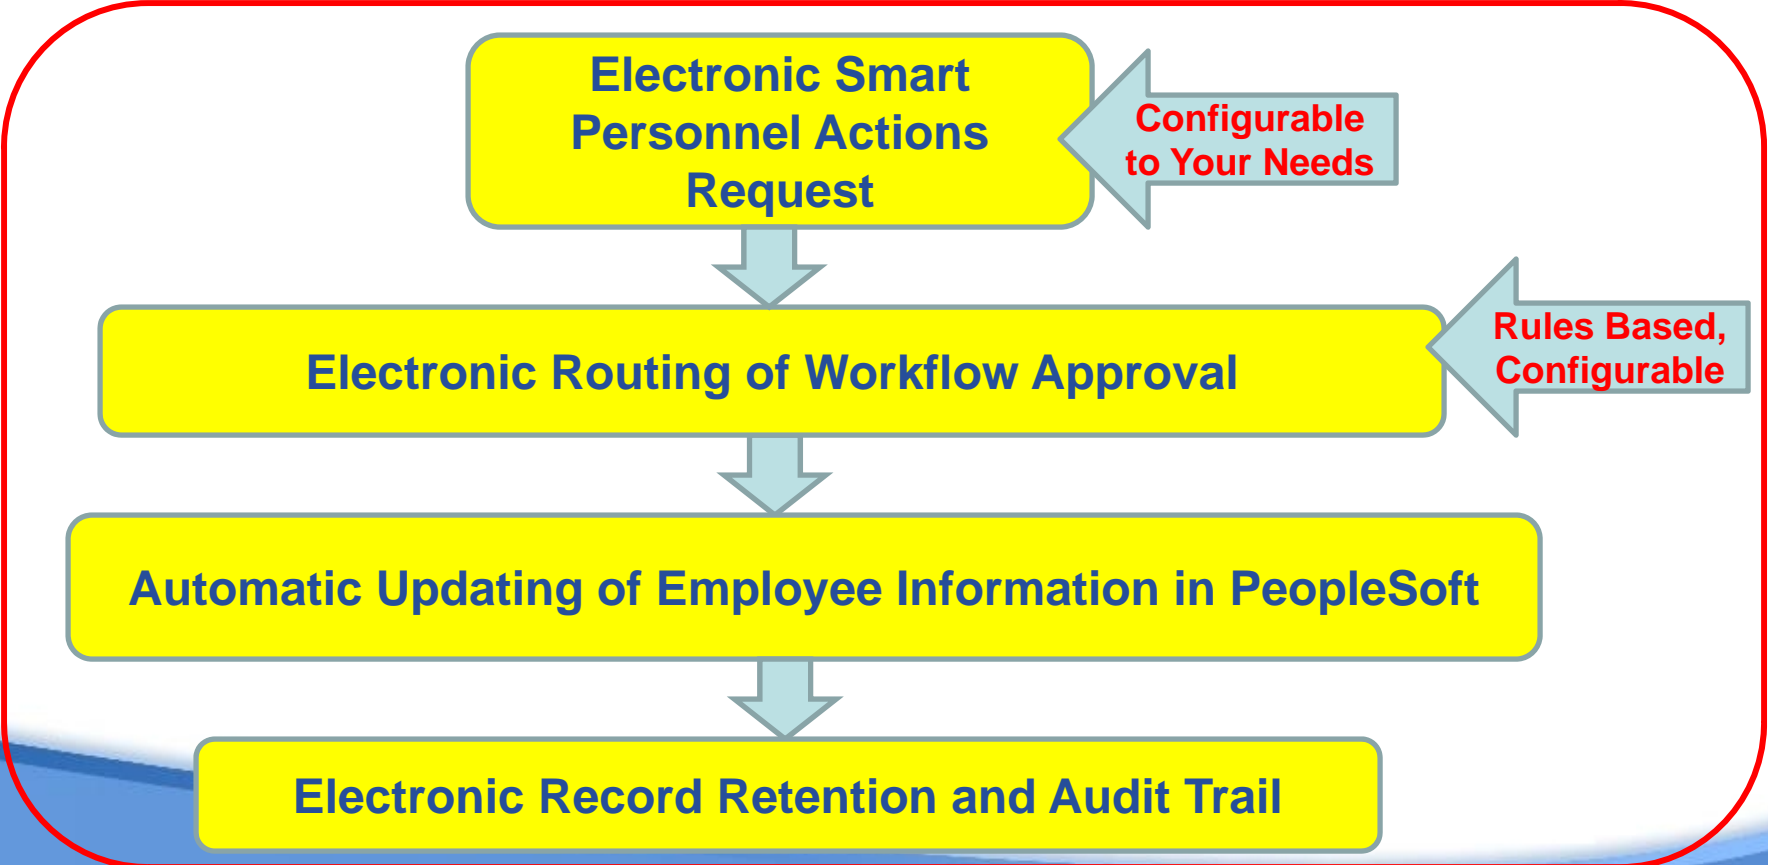 Electronic Smart
Personnel Actions
Request
Configurable
to Your Needs
Electronic Routing of Workflow Approval
Rules Based,
Configurable
Automatic Updating of Employee Information in PeopleSoft
Electronic Record Retention and Audit Trail